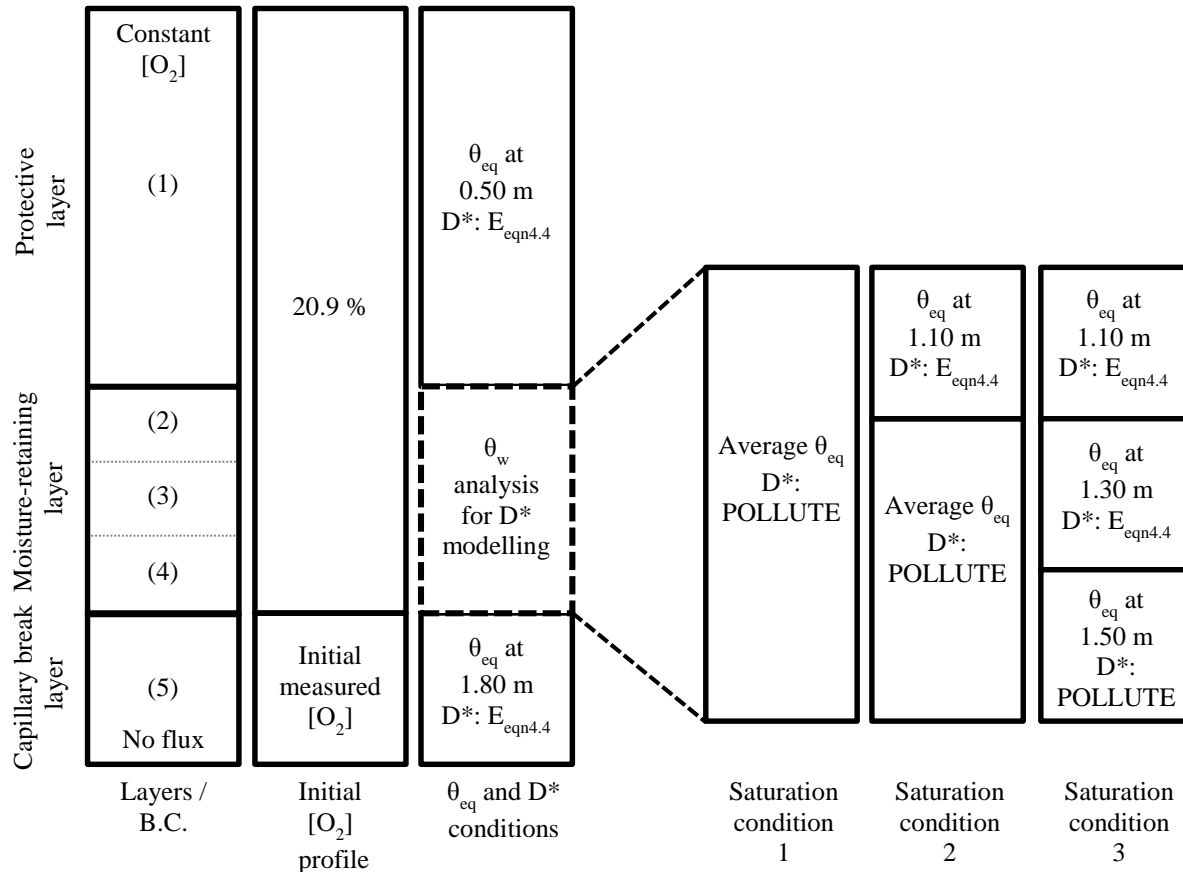 Protective
layer
Moisture-retaining
layer
Capillary break
layer
Constant
[O₂]
(1)
(2)
(3)
(4)
(5)
No flux
Layers /
B.C.
20.9 %
Initial
measured
[O₂]
Initial
[O₂]
profile
θeq at
0.50 m
D*: Eeqn4.4
θw
analysis
for D*
modelling
θeq at
1.80 m
D*: Eeqn4.4
θeq and D*
conditions
Average θeq
D*:
POLLUTE
Saturation
condition
1
θeq at
1.10 m
D*: Eeqn4.4
Average θeq
D*:
POLLUTE
Saturation
condition
2
θeq at
1.10 m
D*: Eeqn4.4
θeq at
1.30 m
D*: Eeqn4.4
θeq at
1.50 m
D*:
POLLUTE
Saturation
condition
3